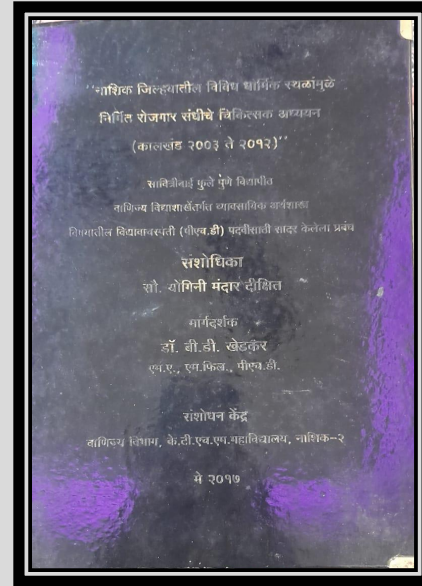 "नाशिक जिल्ह्यातील विविध धार्मिक स्थळांमुळे
निर्मित रोजगार संधीचे चिकित्सक अध्ययन
(कालखंड २००३ ते २०१२)"
सावित्रीबाई फुले पुणे विद्यापीठ
वाणिज्य विद्याशाखेंतर्गत व्यावसायिक अर्थशास्त्र
विषयातील विद्यावाचस्पती (पीएच.डी) पदवीसाठी सादर केलेला प्रबंध
संशोधिका
सौ. योगिनी मंदार दीक्षित
मार्गदर्शक
डॉ. बी.डी. खेडकर
एम.ए., एम.फिल., पीएच.डी.
संशोधन केंद्र
वाणिज्य विभाग, के.टी.एच.एम.महाविद्यालय, नाशिक-२
मे २०१७